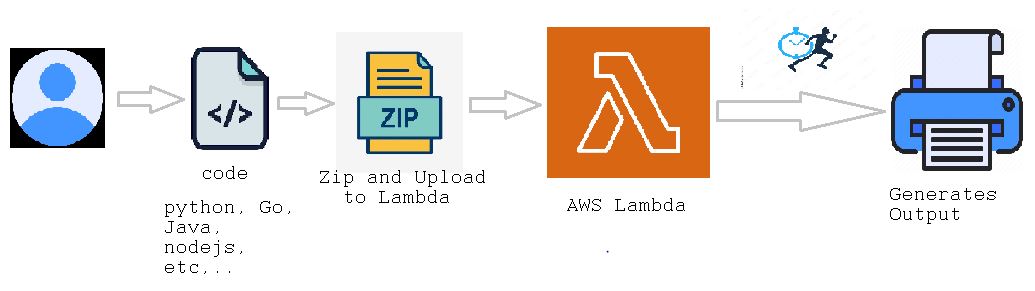 </>
ZIP
code
python, Go,
Java,
nodejs,
etc,..
Zip and Upload
to Lambda
AWS Lambda
.
Generates
Output